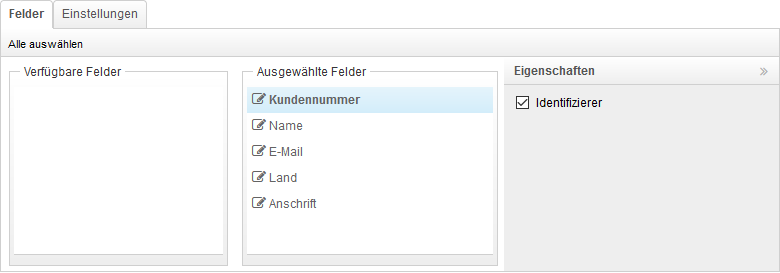 Felder Einstellungen
Alle auswählen
Verfügbare Felder
Ausgewählte Felder
Kundennummer
Name
E-Mail
Land
Anschrift
Eigenschaften »
Identifizierer